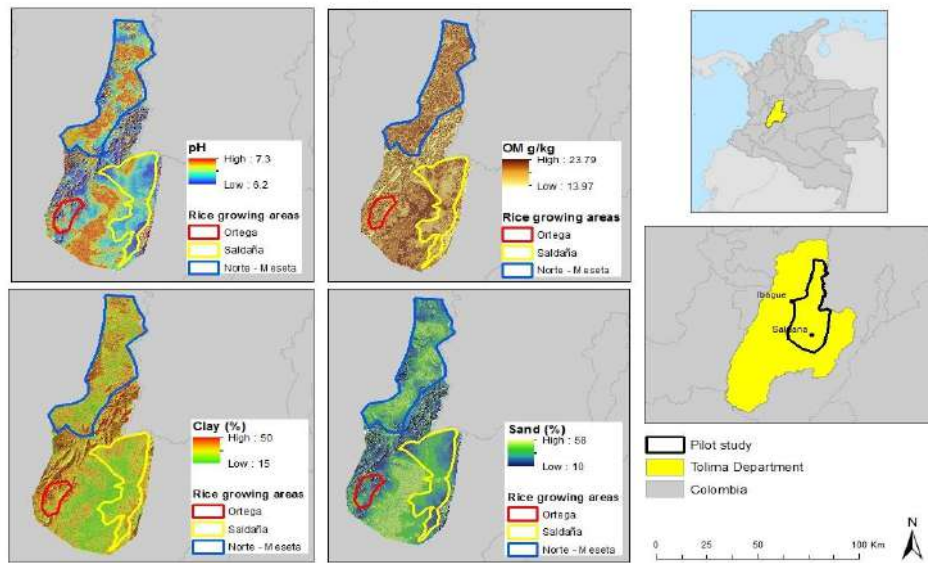 pH
High : 7.3
Low : 6.2
Rice growing areas
Ortega
Saldaña
Norte - Meseta
OM g/kg
High : 23.79
Low : 13.97
Rice growing areas
Ortega
Saldaña
Norte - Meseta
Clay (%)
High : 50
Low : 15
Rice growing areas
Ortega
Saldaña
Norte - Meseta
Sand (%)
High : 58
Low : 10
Rice growing areas
Ortega
Saldaña
Norte - Meseta
Ibague
Saldana
Pilot study
Tolima Department
Colombia
N
0 25 50 100 Km